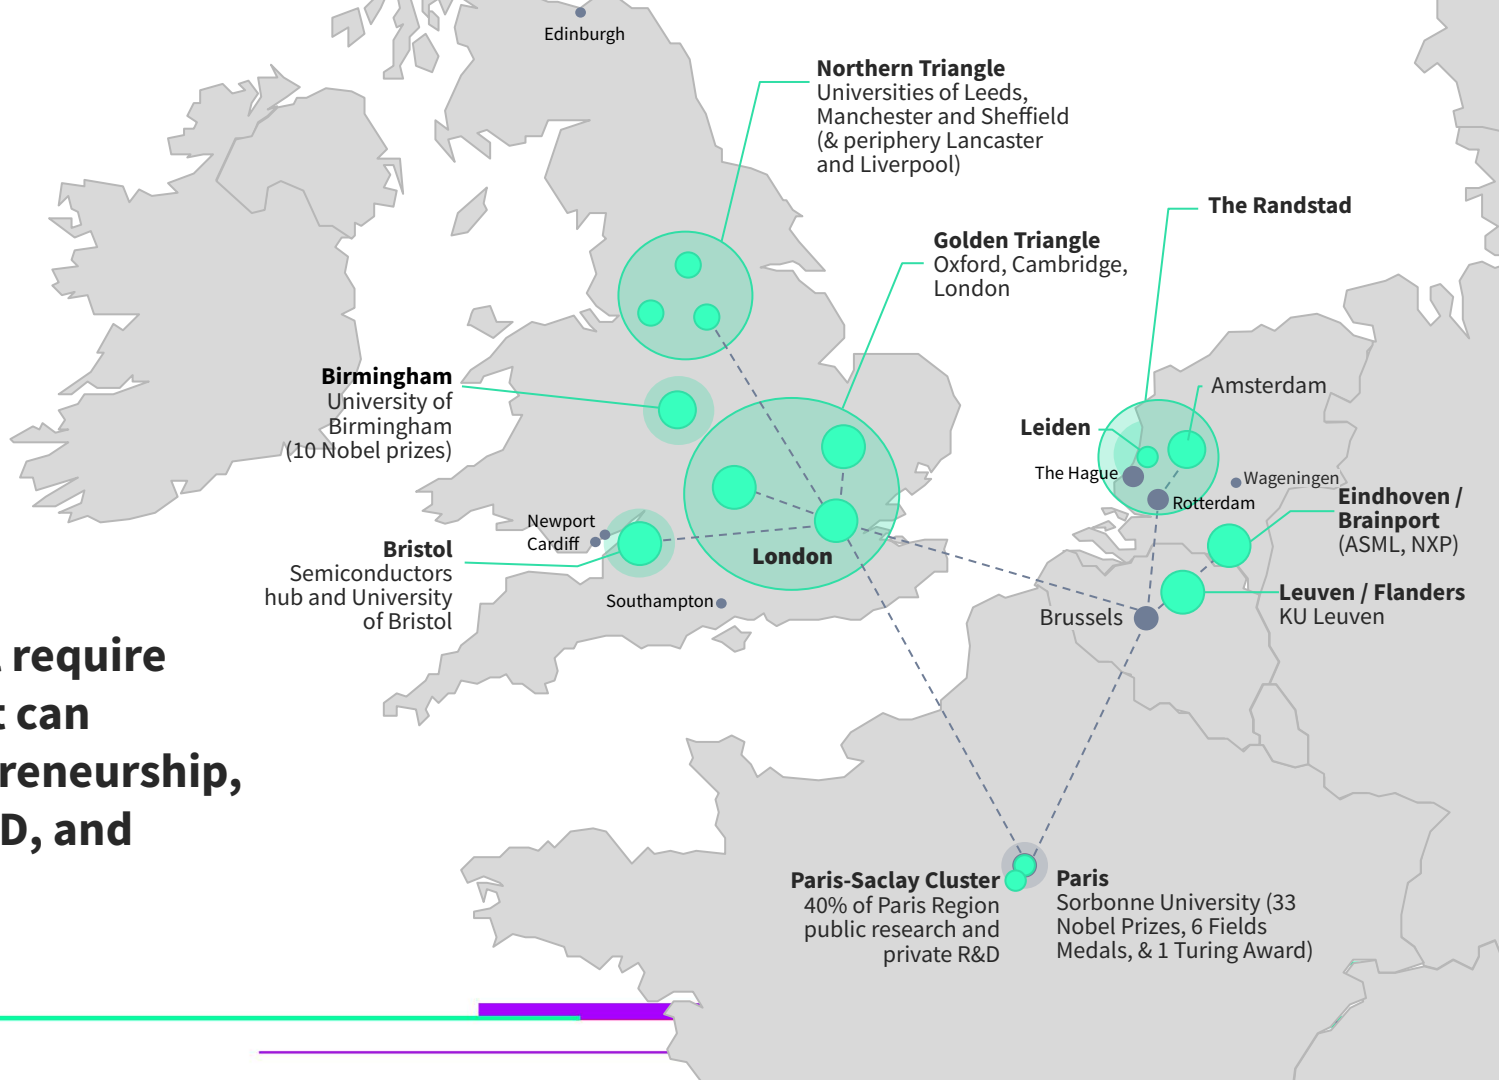 Edinburgh
Northern Triangle
Universities of Leeds,
Manchester and Sheffield
(& periphery Lancaster
and Liverpool)
The Randstad
Golden Triangle
Oxford, Cambridge,
London
Birmingham
University of
Birmingham
(10 Nobel prizes)
Amsterdam
Leiden
The Hague
Wageningen
Rotterdam
Eindhoven /
Brainport
(ASML, NXP)
Newport
Cardiff
Bristol
Semiconductors
hub and University
of Bristol
London
Southampton
Leuven / Flanders
KU Leuven
Brussels
require
can
reneurship,
D, and
Paris-Saclay Cluster
40% of Paris Region
public research and
private R&D
Paris
Sorbonne University (33
Nobel Prizes, 6 Fields
Medals, & 1 Turing Award)